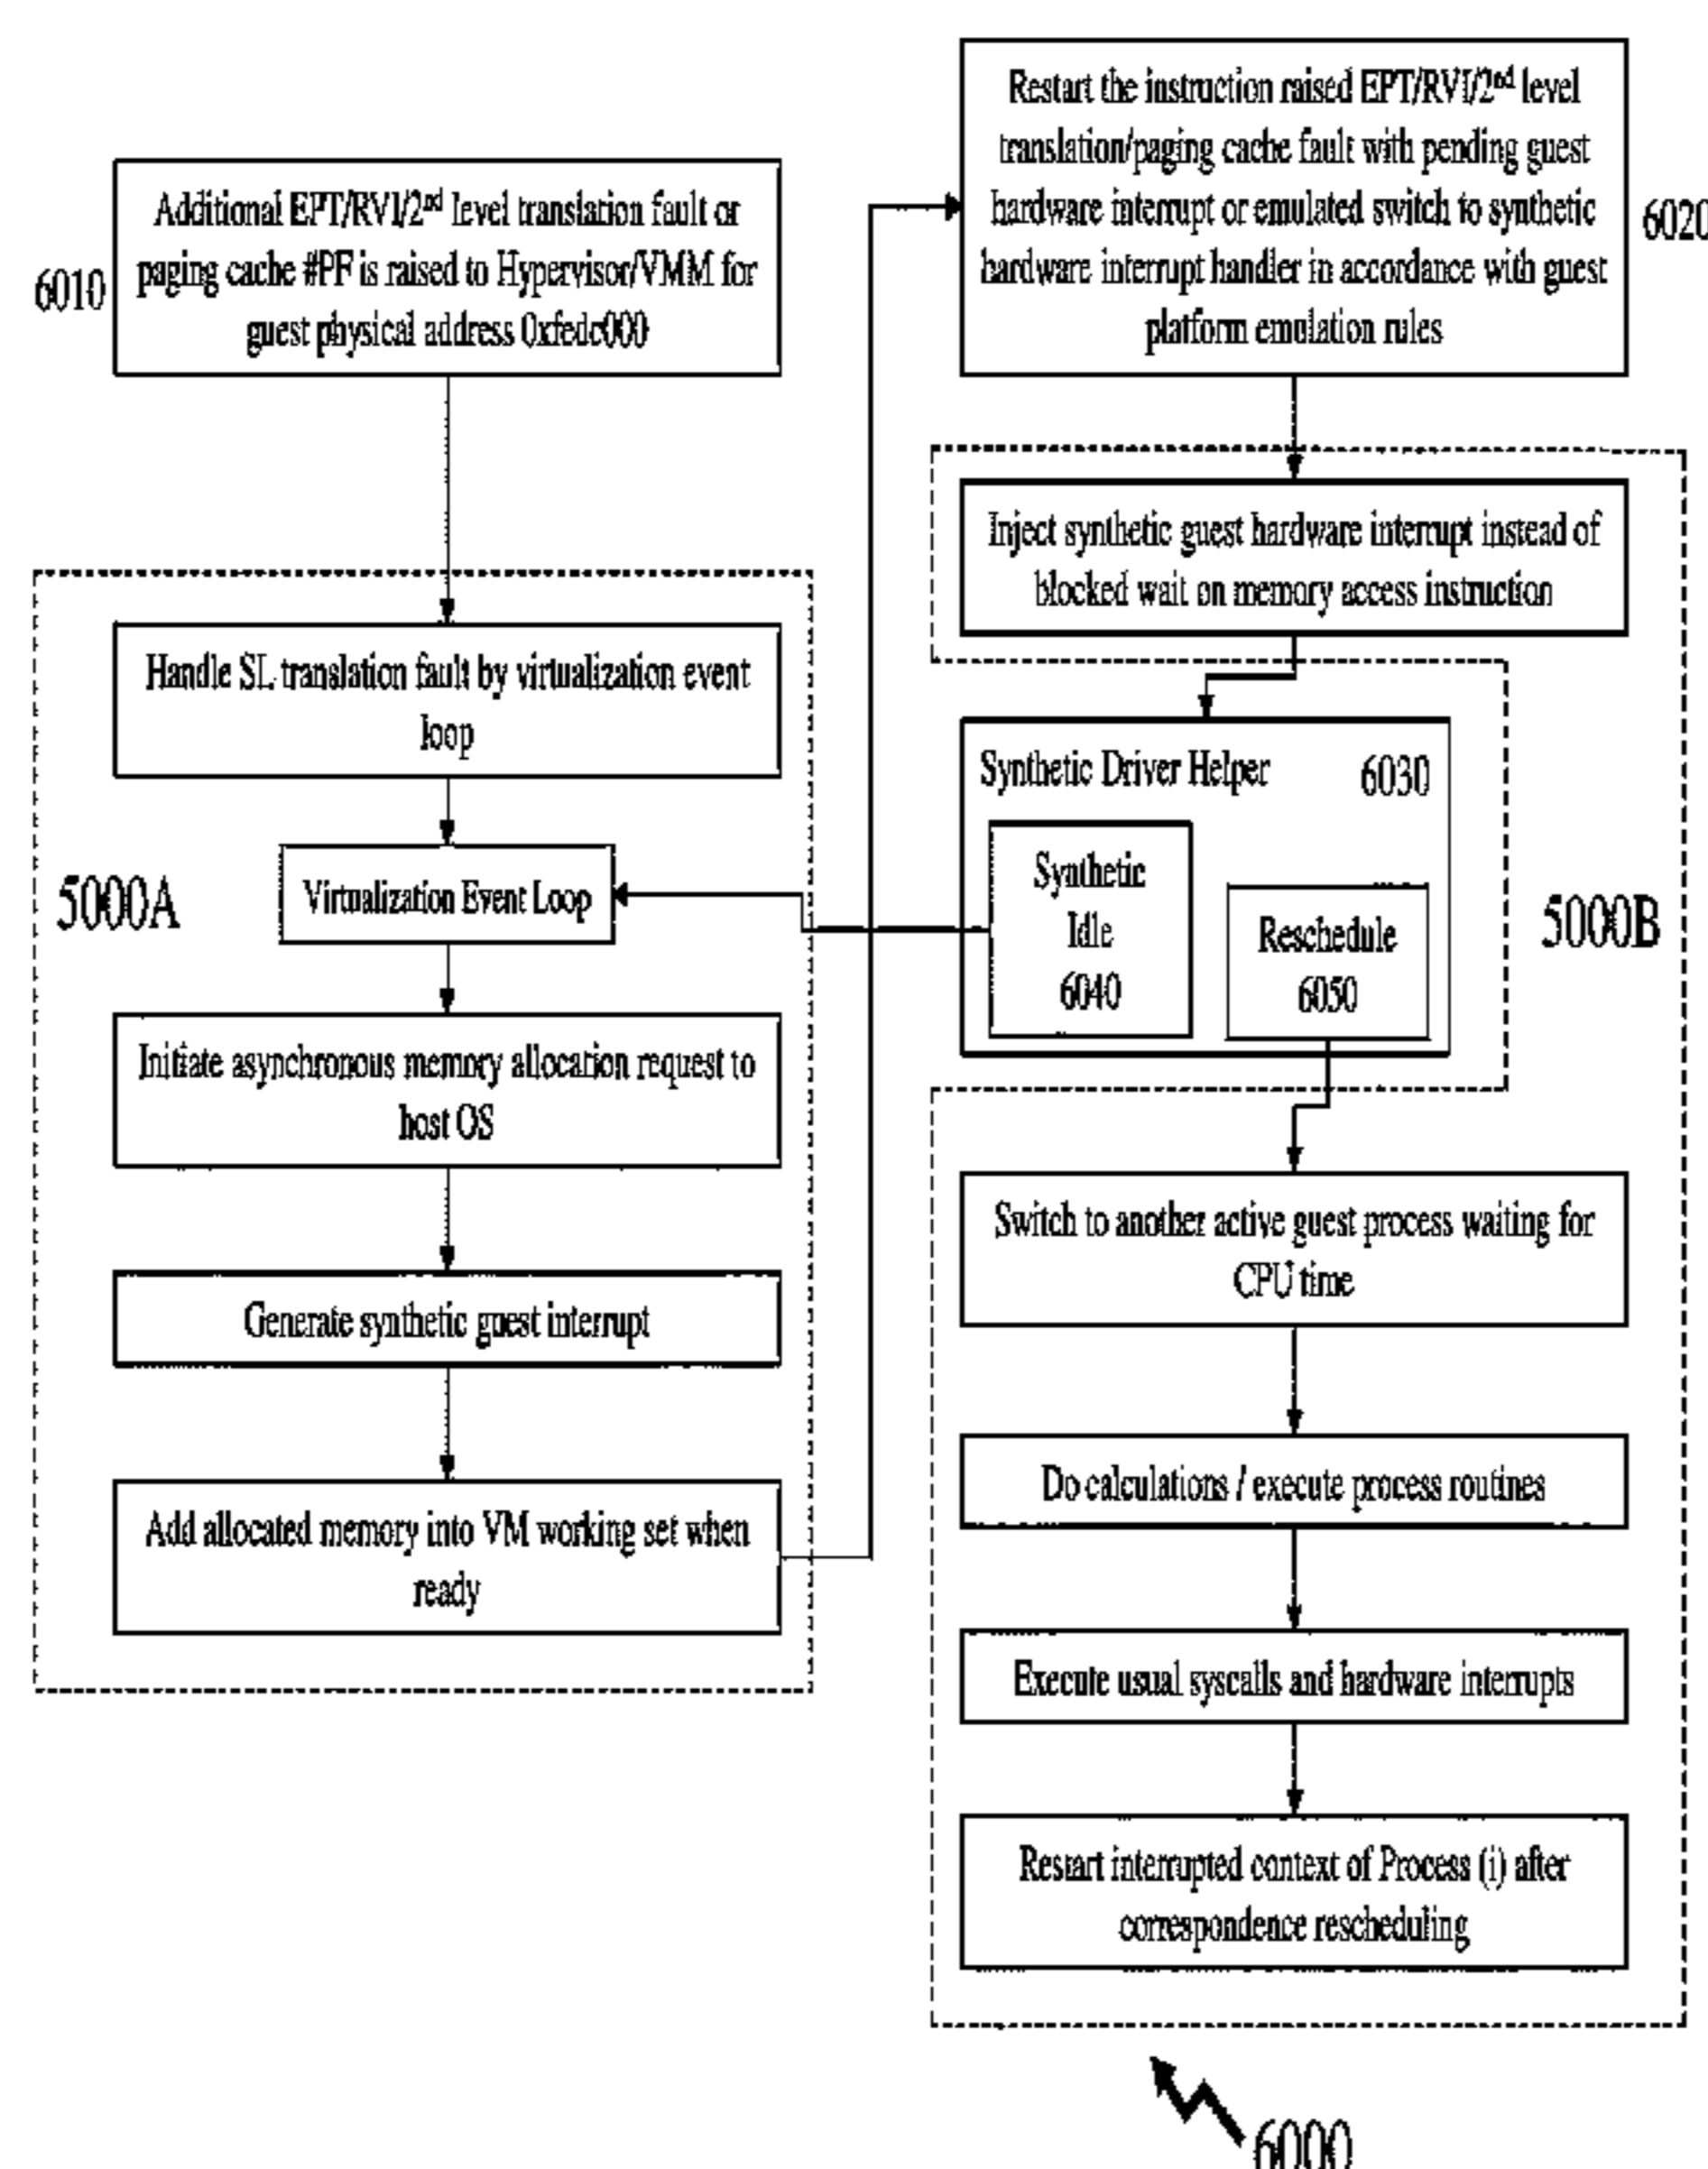 Additional EPT/RVI/2nd level translation fault or
paging cache #PF is raised to Hypervisor/VMM for
guest physical address 0xfedc000
6010
Handle SL translation fault by virtualization event
loop
Virtualization Event Loop
5000A
Initiate asynchronous memory allocation request to
host OS
Generate synthetic guest interrupt
Add allocated memory into VM working set when
ready
Restart the instruction raised EPT/RVI/2nd level
translation/paging cache fault with pending guest
hardware interrupt or emulated switch to synthetic
hardware interrupt handler in accordance with guest
platform emulation rules
6020
Inject synthetic guest hardware interrupt instead of
blocked wait on memory access instruction
Synthetic Driver Helper
6030
Synthetic
Idle
6040
Reschedule
6050
5000B
Switch to another active guest process waiting for
CPU time
Do calculations / execute process routines
Execute usual syscalls and hardware interrupts
Restart interrupted context of Process (i) after
correspondence rescheduling
6000